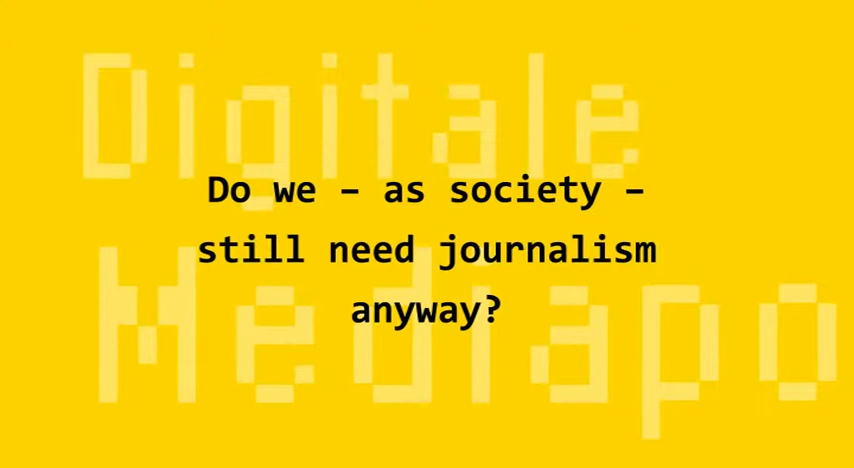 Digitale
Do we – as society –
still need journalism
anyway?
Mediapo